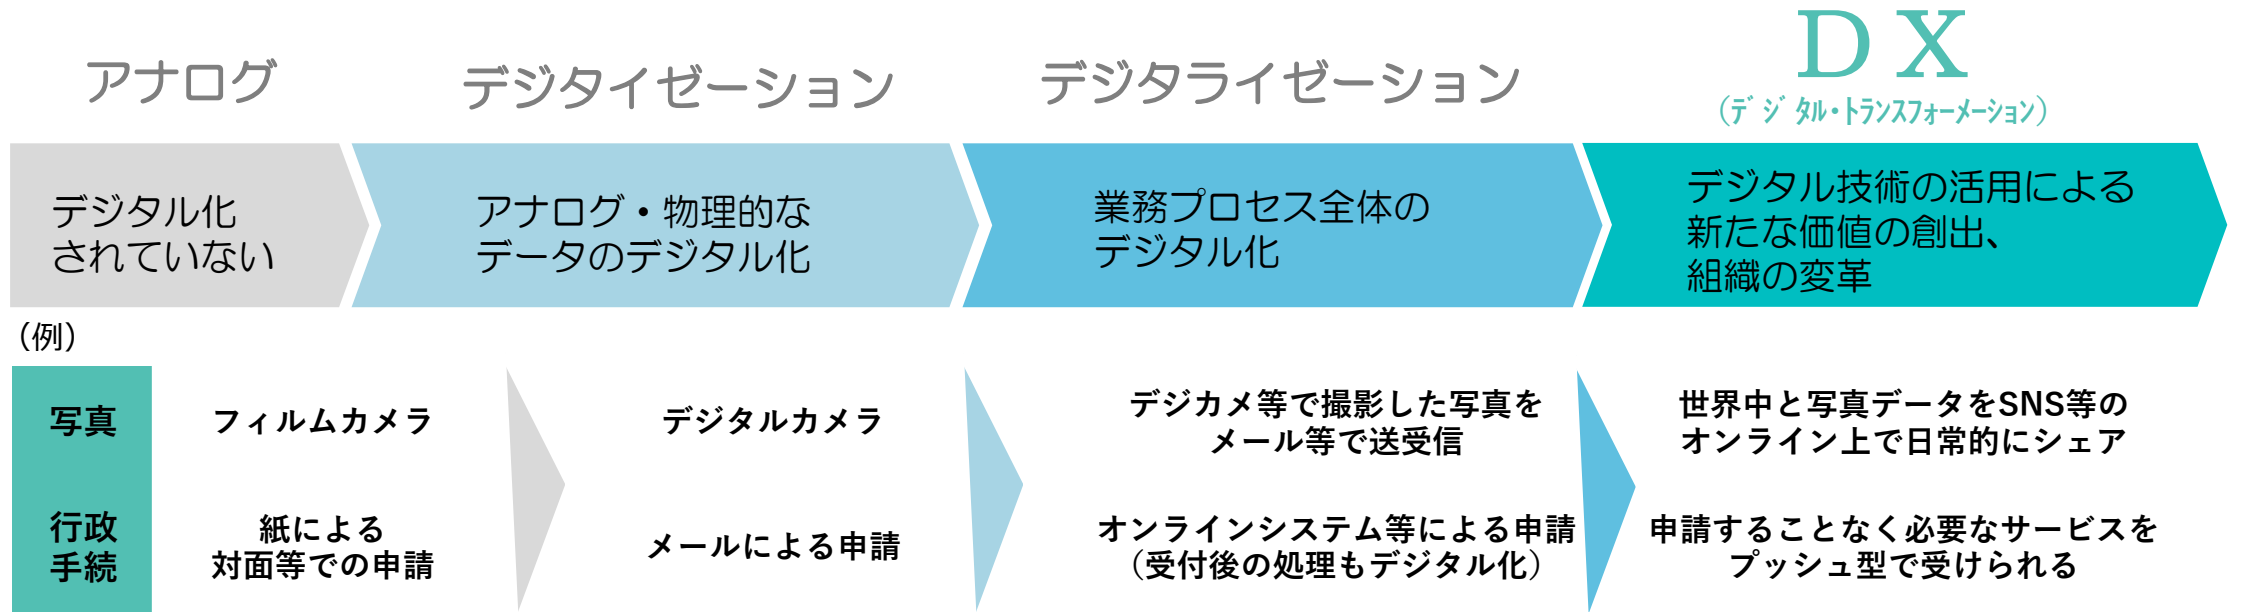 アナログ
デジタイゼーション
デジタライゼーション
ＤＸ
（ﾃﾞｼﾞﾀﾙ・ﾄﾗﾝｽﾌｫｰﾒｰｼｮﾝ）
デジタル化
されていない
アナログ・物理的な
データのデジタル化
業務プロセス全体の
デジタル化
デジタル技術の活用による
新たな価値の創出、
組織の変革
（例）
写真
フィルムカメラ
デジタルカメラ
デジカメ等で撮影した写真を
メール等で送受信
世界中と写真データをSNS等の
オンライン上で日常的にシェア
行政
手続
紙による
対面等での申請
メールによる申請
オンラインシステム等による申請
（受付後の処理もデジタル化）
申請することなく必要なサービスを
プッシュ型で受けられる